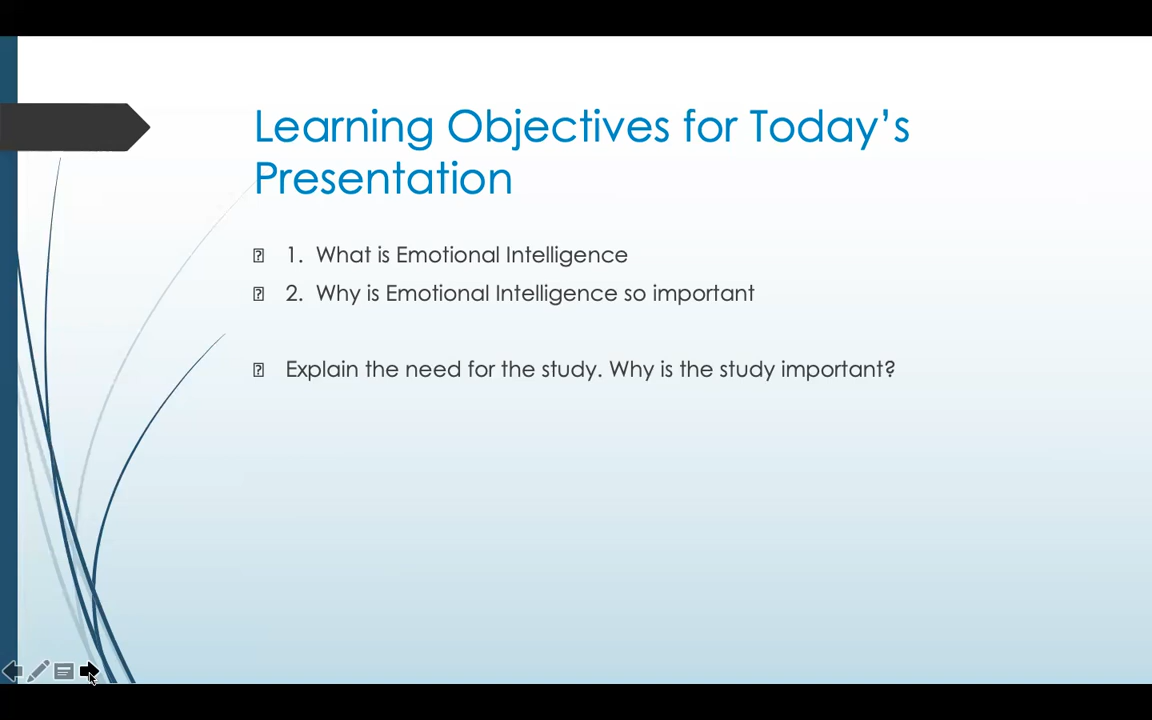 Learning Objectives for Today’s
Presentation
1. What is Emotional Intelligence
2. Why is Emotional Intelligence so important
Explain the need for the study. Why is the study important?